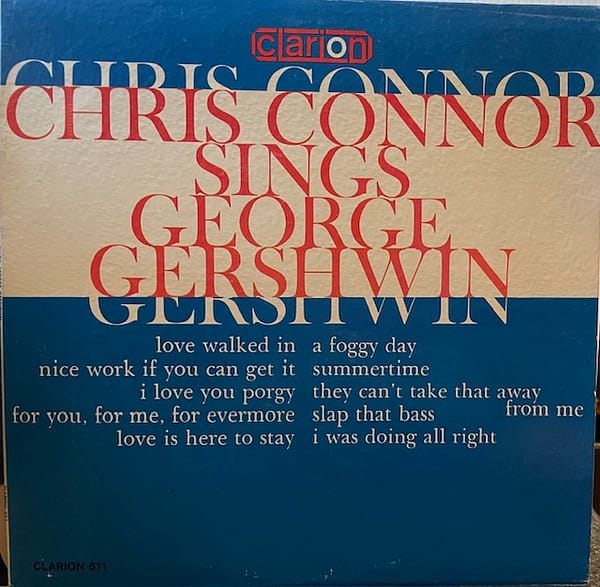 clarion
CHRIS CONNOR
CHRIS CONNOR
SINGS
GEORGE
GERSHWIN
GERSHWIN
love walked in
nice work if you can get it
i love you porgy
for you, for me, for evermore
love is here to stay
a foggy day
summertime
they can't take that away
from me
slap that bass
i was doing all right
CLARION 611